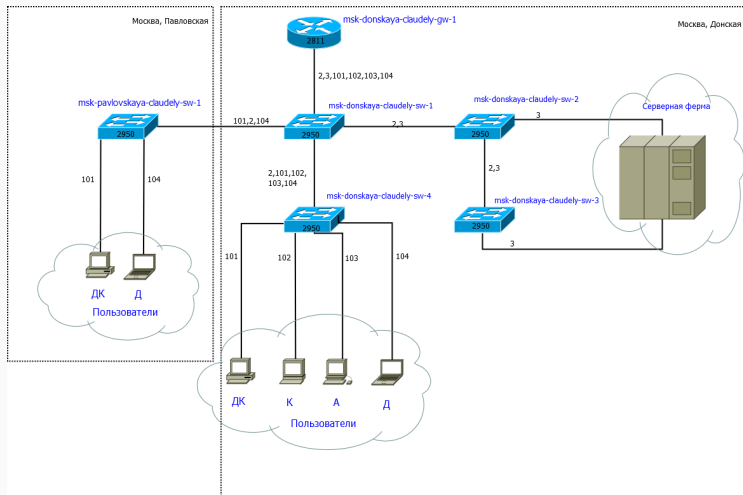 Москва, Павловская
Москва, Донская
msk-donskaya-claudely-gw-1
2811
2,3,101,102,103,104
msk-pavlovskaya-claudely-sw-1
2950
101,2,104
msk-donskaya-claudely-sw-1
2950
2,3
msk-donskaya-claudely-sw-2
2950
3
Серверная ферма
2,101,102,
103,104
2,3
101
104
msk-donskaya-claudely-sw-4
2950
msk-donskaya-claudely-sw-3
2950
3
101
102
103
104
ДК
Д
Пользователи
ДК
К
А
Д
Пользователи